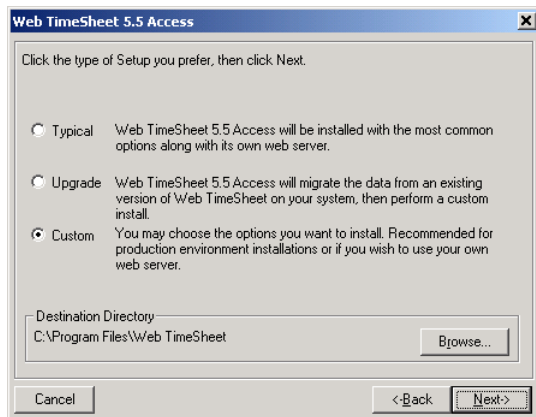 Web TimeSheet 5.5 Access
Click the type of Setup you prefer, then click Next.
Typical Web TimeSheet 5.5 Access will be installed with the most common
options along with its own web server.
Upgrade Web TimeSheet 5.5 Access will migrate the data from an existing
version of Web TimeSheet on your system, then perform a custom
install.
Custom You may choose the options you want to install. Recommended for
production environment installations or if you wish to use your own
web server.
Destination Directory
C:\Program Files\Web TimeSheet
Browse...
Cancel <-Back Next->